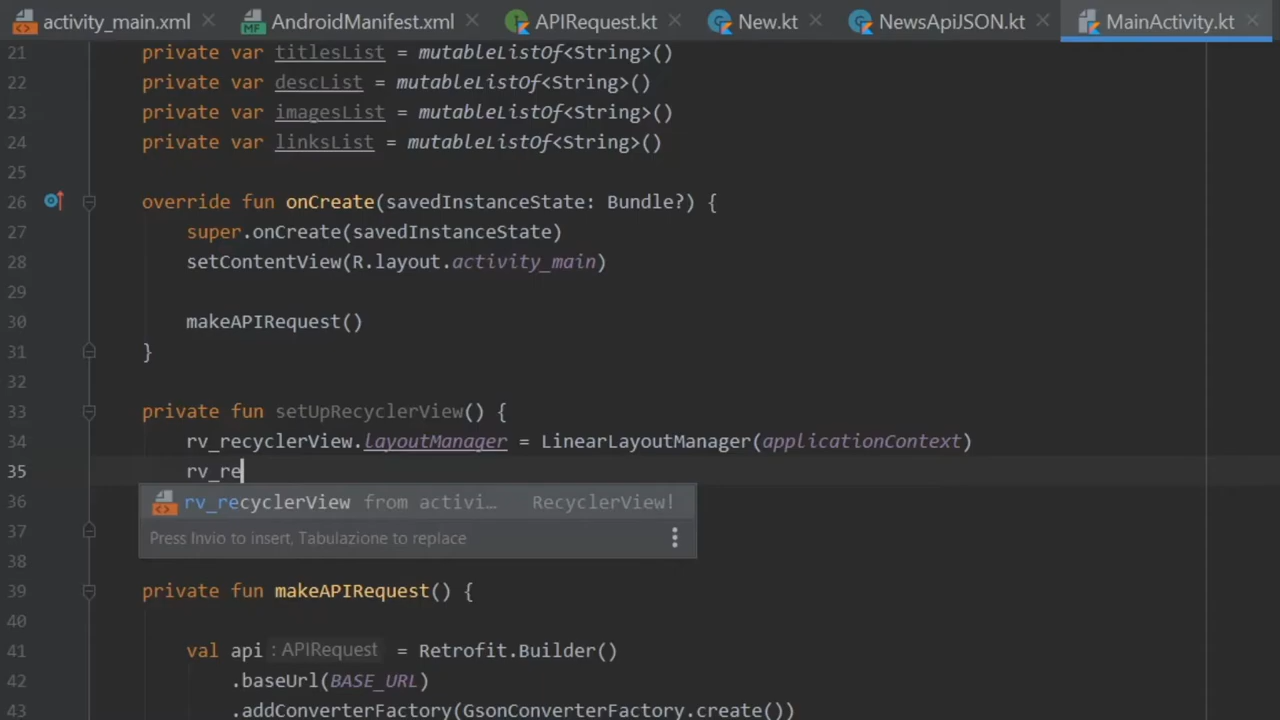 activity_main.xml AndroidManifest.xml APIRequest.kt New.kt NewsApiJSON.kt MainActivity.kt
21 private var titlesList = mutableListOf<String>()
22 private var descList = mutableListOf<String>()
23 private var imagesList = mutableListOf<String>()
24 private var linksList = mutableListOf<String>()
25
26 override fun onCreate(savedInstanceState: Bundle?) {
27 super.onCreate(savedInstanceState)
28 setContentView(R.layout.activity_main)
29
30 makeAPIRequest()
31 }
32
33 private fun setUpRecyclerView() {
34 rv_recyclerView.layoutManager = LinearLayoutManager(applicationContext)
35 rv_re
36 rv_recyclerView from activi... RecyclerView!
37 Press Invio to insert, Tabulazione to replace
38
39 private fun makeAPIRequest() {
40
41 val api : APIRequest = Retrofit.Builder()
42 .baseUrl(BASE_URL)
43 .addConverterFactory(GsonConverterFactory.create())